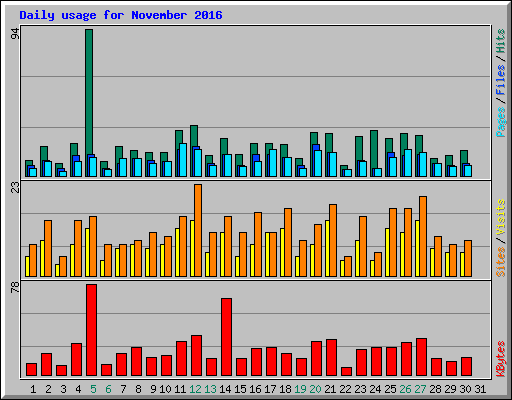 Daily usage for November 2016
94
Pages / Files / Hits
23
Sites / Visits
78
KBytes
1 2 3 4 5 6 7 8 9 10 11 12 13 14 15 16 17 18 19 20 21 22 23 24 25 26 27 28 29 30 31